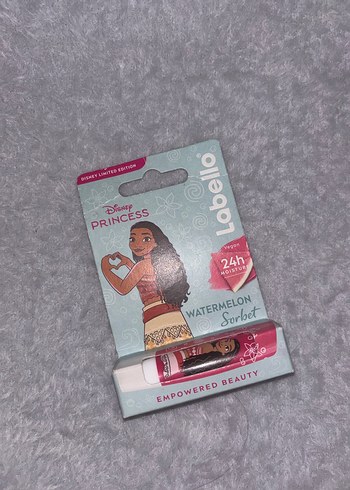 DISNEY LIMITED EDITION
Disney
PRINCESS
Labello
Vegan
24h
MOISTURE
WATERMELON
Sorbet
EMPOWERED BEAUTY